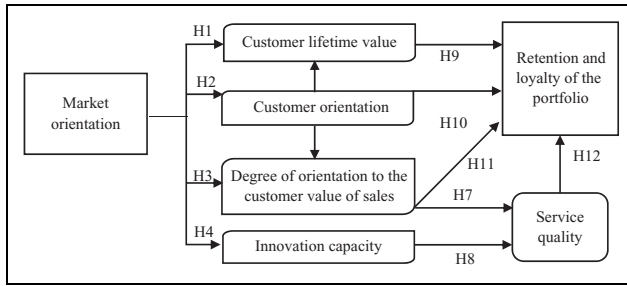 H1
Customer lifetime value
H9
Retention and
loyalty of the
portfolio
Market
orientation
H2
Customer orientation
H10
H11
H12
H3
Degree of orientation to the
customer value of sales
H7
Service
quality
H4
Innovation capacity
H8